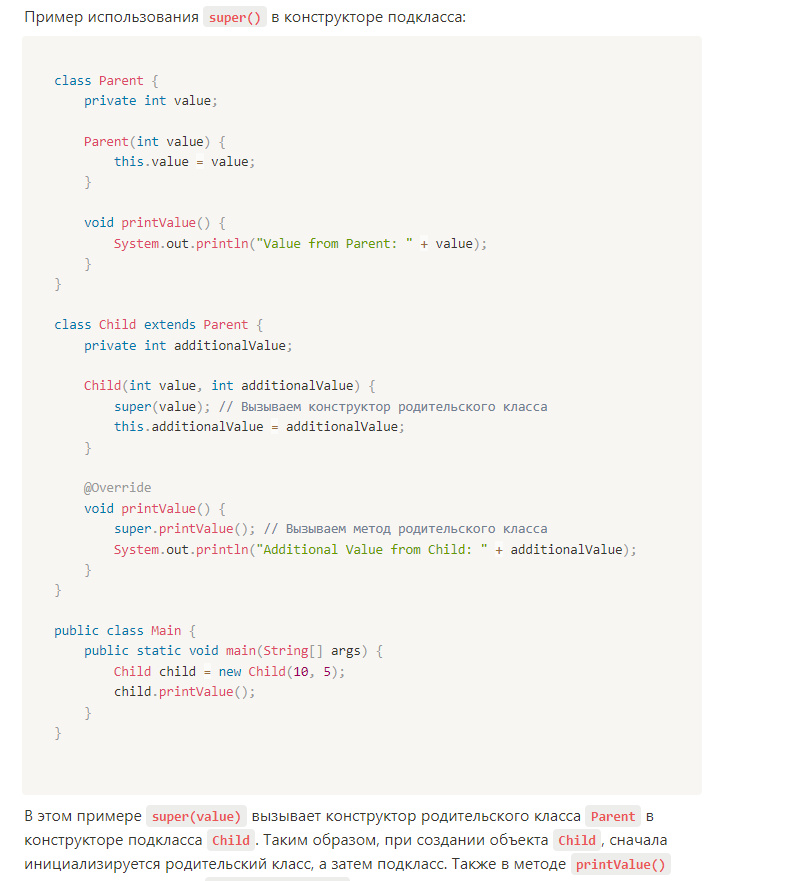 Пример использования super() в конструкторе подкласса:
class Parent {
    private int value;
    Parent(int value) {
        this.value = value;
    }
    void printValue() {
        System.out.println("Value from Parent: " + value);
    }
}
class Child extends Parent {
    private int additionalValue;
    Child(int value, int additionalValue) {
        super(value); // Вызываем конструктор родительского класса
        this.additionalValue = additionalValue;
    }
    @Override
    void printValue() {
        super.printValue(); // Вызываем метод родительского класса
        System.out.println("Additional Value from Child: " + additionalValue);
    }
}
public class Main {
    public static void main(String[] args) {
        Child child = new Child(10, 5);
        child.printValue();
    }
}
В этом примере super(value) вызывает конструктор родительского класса Parent в
конструкторе подкласса Child. Таким образом, при создании объекта Child, сначала
инициализируется родительский класс, а затем подкласс. Также в методе printValue()